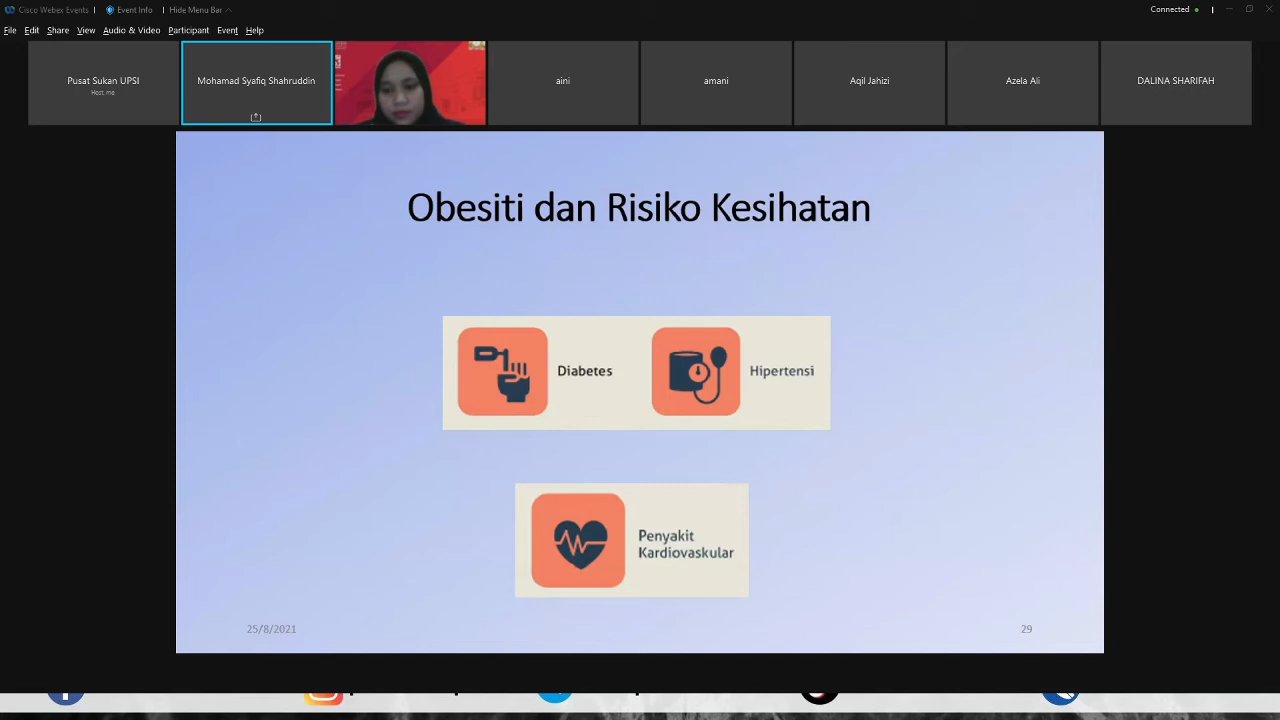 Cisco Webex Events
Event Info
Hide Menu Bar
Connected
File Edit Share View Audio & Video Participant Event Help
Pusat Sukan UPSI
Host, me
Mohamad Syafiq Shahruddin
aini
amani
Aqil Jahizi
Azela Ali
DALINA SHARIFAH
Obesiti dan Risiko Kesihatan
Diabetes
Hipertensi
Penyakit
Kardiovaskular
25/8/2021
29